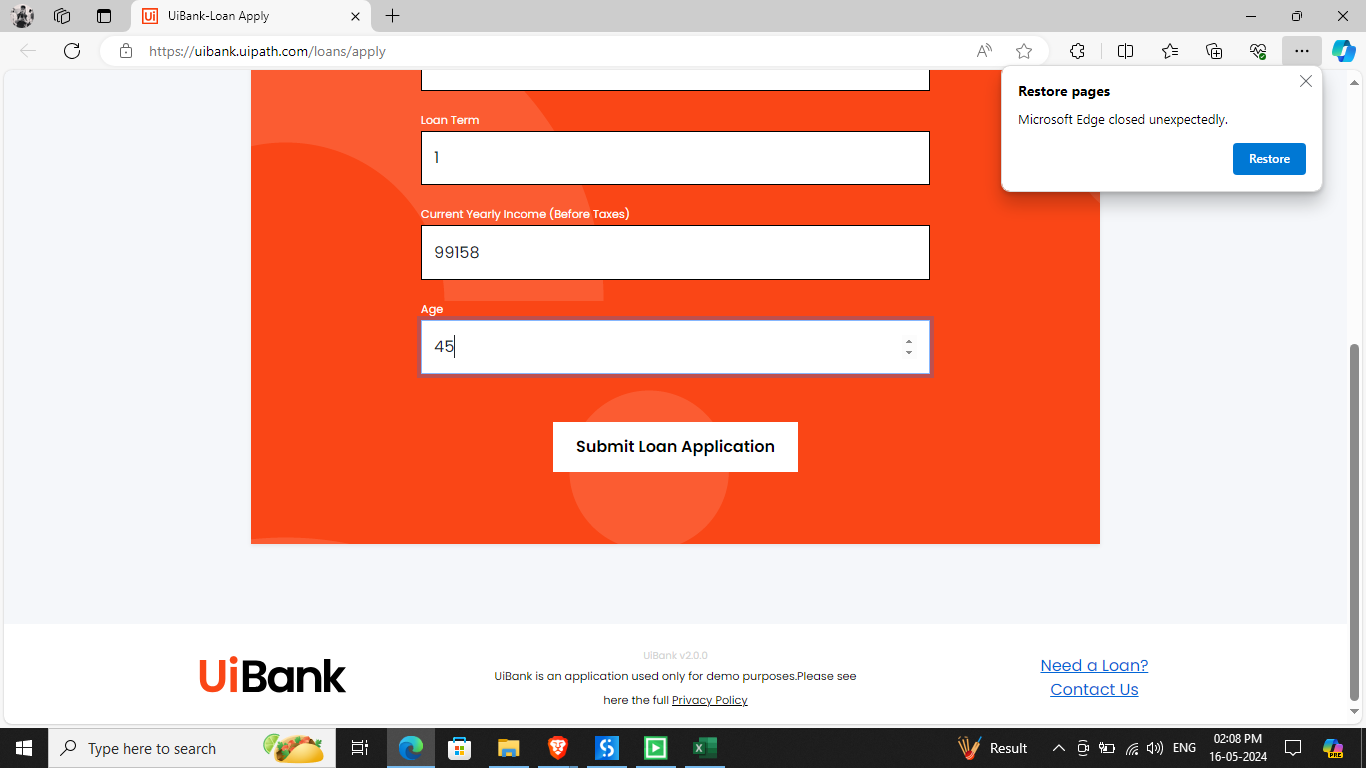 Ui UiBank-Loan Apply
https://uibank.uipath.com/loans/apply
Restore pages
Microsoft Edge closed unexpectedly.
Restore
Loan Term
1
Current Yearly Income (Before Taxes)
99158
Age
45
Submit Loan Application
UiBank
UiBank v2.0.0
UiBank is an application used only for demo purposes.Please see
here the full Privacy Policy
Need a Loan?
Contact Us
Type here to search
Result
ENG
02:08 PM
16-05-2024
PRE